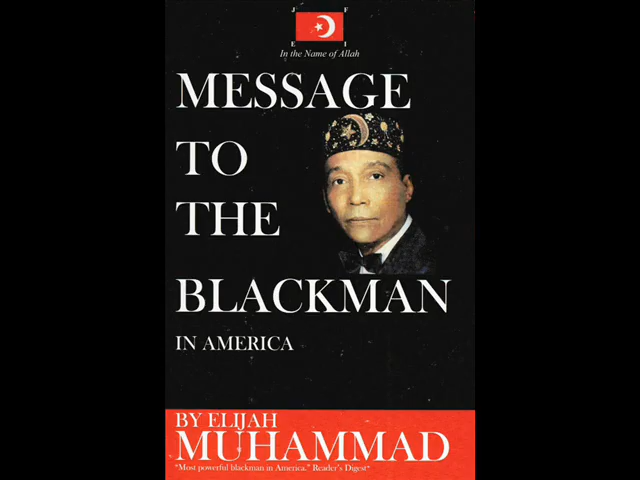 J F
E I
In the Name of Allah
MESSAGE
TO
THE
BLACKMAN
IN AMERICA
BY ELIJAH
MUHAMMAD
"Most powerful blackman in America." Reader's Digest"